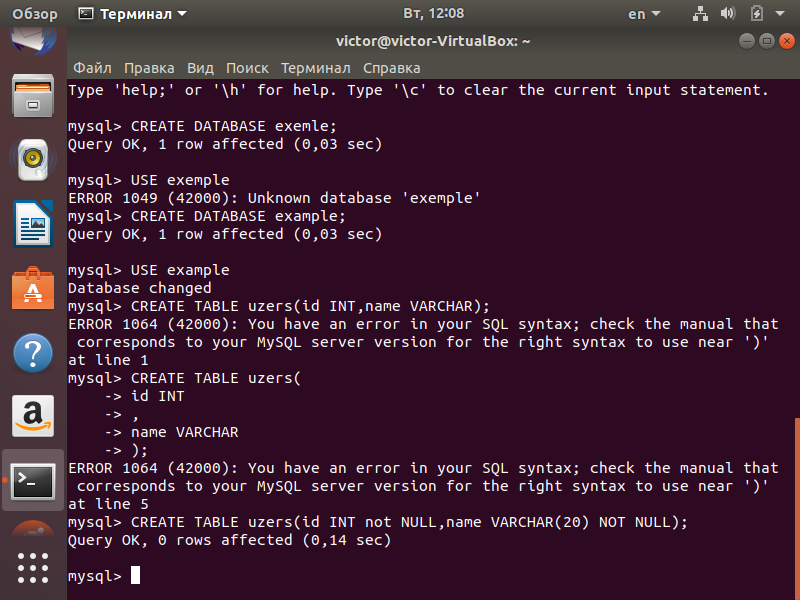 Обзор Терминал Вт, 12:08 en
victor@victor-VirtualBox: ~
Файл Правка Вид Поиск Терминал Справка
Type 'help;' or '\h' for help. Type '\c' to clear the current input statement.
mysql> CREATE DATABASE exemle;
Query OK, 1 row affected (0,03 sec)
mysql> USE exemple
ERROR 1049 (42000): Unknown database 'exemple'
mysql> CREATE DATABASE example;
Query OK, 1 row affected (0,03 sec)
mysql> USE example
Database changed
mysql> CREATE TABLE uzers(id INT,name VARCHAR);
ERROR 1064 (42000): You have an error in your SQL syntax; check the manual that
corresponds to your MySQL server version for the right syntax to use near ')'
at line 1
mysql> CREATE TABLE uzers(
-> id INT
-> ,
-> name VARCHAR
-> );
ERROR 1064 (42000): You have an error in your SQL syntax; check the manual that
corresponds to your MySQL server version for the right syntax to use near ')'
at line 5
mysql> CREATE TABLE uzers(id INT not NULL,name VARCHAR(20) NOT NULL);
Query OK, 0 rows affected (0,14 sec)
mysql>